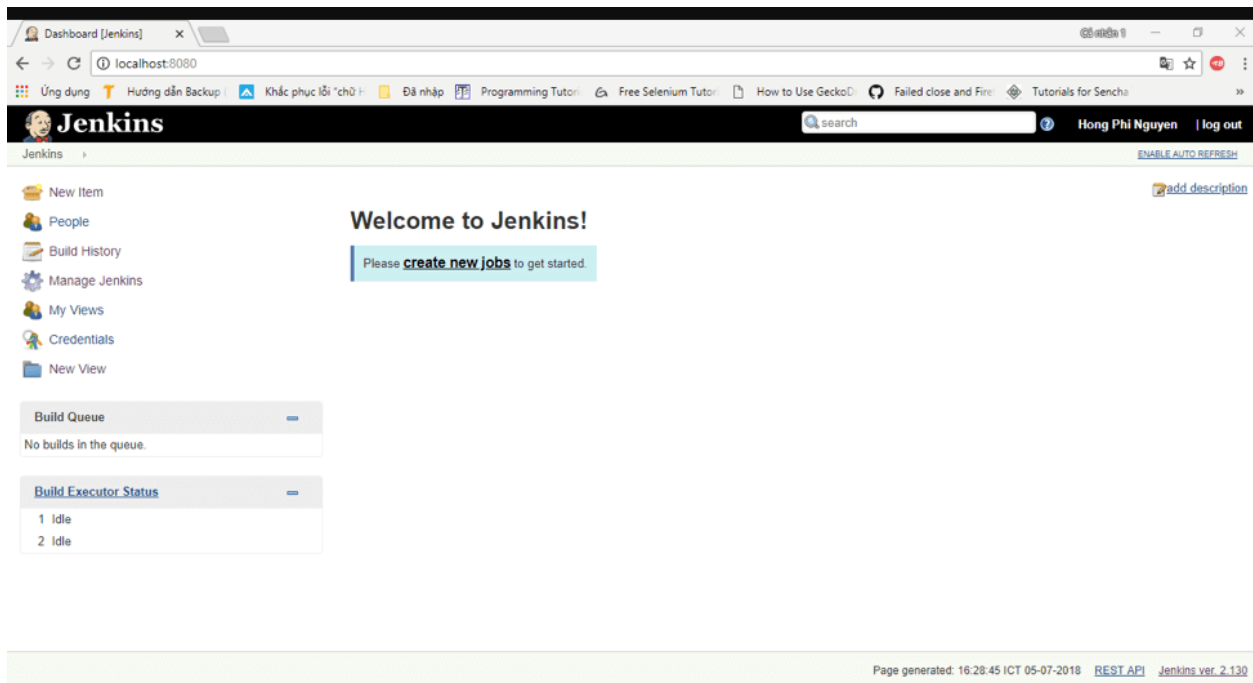 Dashboard [Jenkins]
Cá nhân 1
localhost:8080
Ứng dụng Hướng dẫn Backup Khắc phục lỗi "chữ H Đã nhập Programming Tutori Free Selenium Tutori How to Use GeckoD Failed close and Fire Tutorials for Sencha »
Jenkins
search
Hong Phi Nguyen | log out
Jenkins
ENABLE AUTO REFRESH
New Item
add description
People
Build History
Manage Jenkins
My Views
Credentials
New View
Welcome to Jenkins!
Please create new jobs to get started.
Build Queue
No builds in the queue.
Build Executor Status
1 Idle
2 Idle
Page generated: 16:28:45 ICT 05-07-2018 REST API Jenkins ver. 2.130